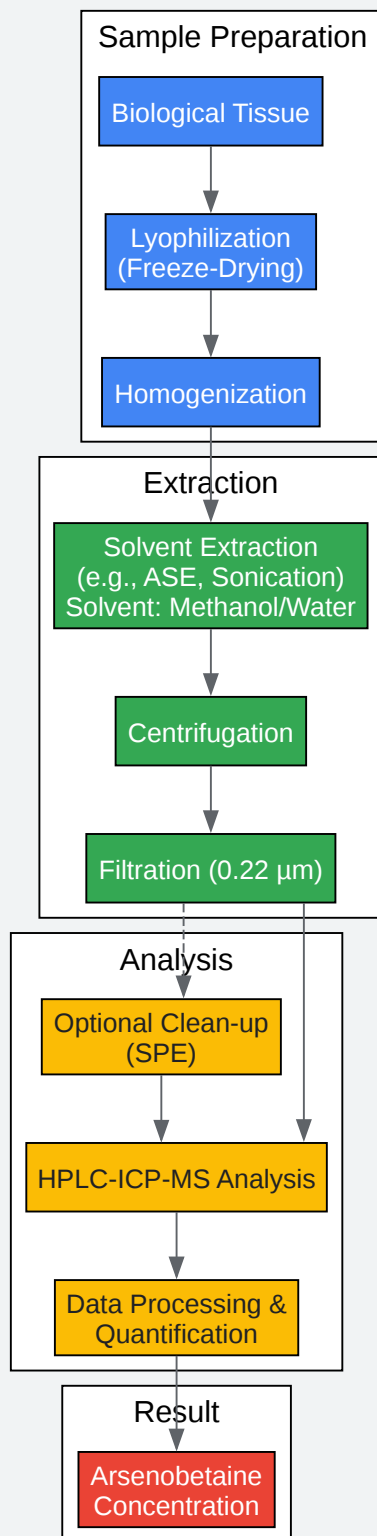 Sample Preparation
Biological Tissue
Lyophilization
(Freeze-Drying)
Homogenization
Extraction
Solvent Extraction
(e.g., ASE, Sonication)
Solvent: Methanol/Water
Centrifugation
Filtration (0.22 µm)
Analysis
Optional Clean-up
(SPE)
HPLC-ICP-MS Analysis
Data Processing &
Quantification
Result
Arsenobetaine
Concentration